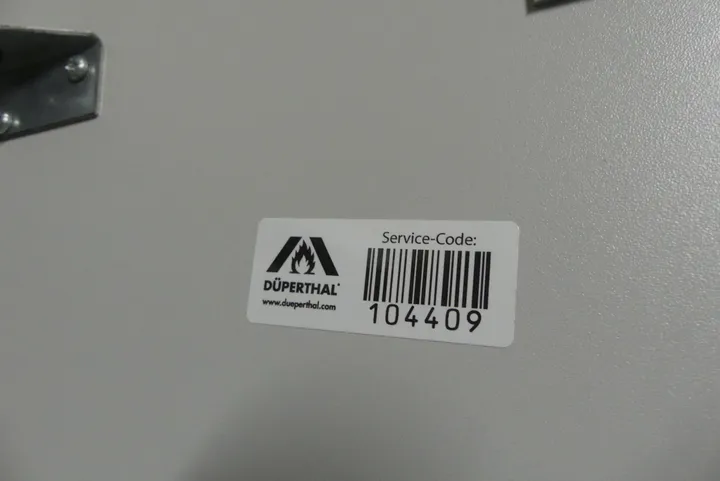 DÜPERTHAL
www.dueperthal.com
Service-Code:
104409